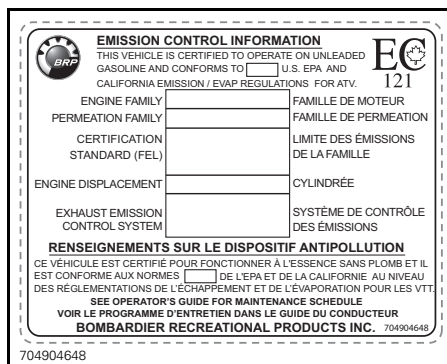 EMISSION CONTROL INFORMATION
BRP
THIS VEHICLE IS CERTIFIED TO OPERATE ON UNLEADED
GASOLINE AND CONFORMS TO U.S. EPA AND
CALIFORNIA EMISSION / EVAP REGULATIONS FOR ATV.
EC
121
ENGINE FAMILY FAMILLE DE MOTEUR
PERMEATION FAMILY FAMILLE DE PERMEATION
CERTIFICATION LIMITE DES ÉMISSIONS
STANDARD (FEL) DE LA FAMILLE
ENGINE DISPLACEMENT CYLINDRÉE
EXHAUST EMISSION SYSTÈME DE CONTRÔLE
CONTROL SYSTEM DES ÉMISSIONS
RENSEIGNEMENTS SUR LE DISPOSITIF ANTIPOLLUTION
CE VÉHICULE EST CERTIFIÉ POUR FONCTIONNER À L'ESSENCE SANS PLOMB ET IL
EST CONFORME AUX NORMES DE L'EPA ET DE LA CALIFORNIE AU NIVEAU
DES RÉGLEMENTATIONS DE L'ÉCHAPPEMENT ET DE L'ÉVAPORATION POUR LES VTT.
SEE OPERATOR'S GUIDE FOR MAINTENANCE SCHEDULE
VOIR LE PROGRAMME D'ENTRETIEN DANS LE GUIDE DU CONDUCTEUR
BOMBARDIER RECREATIONAL PRODUCTS INC. 704904648
704904648